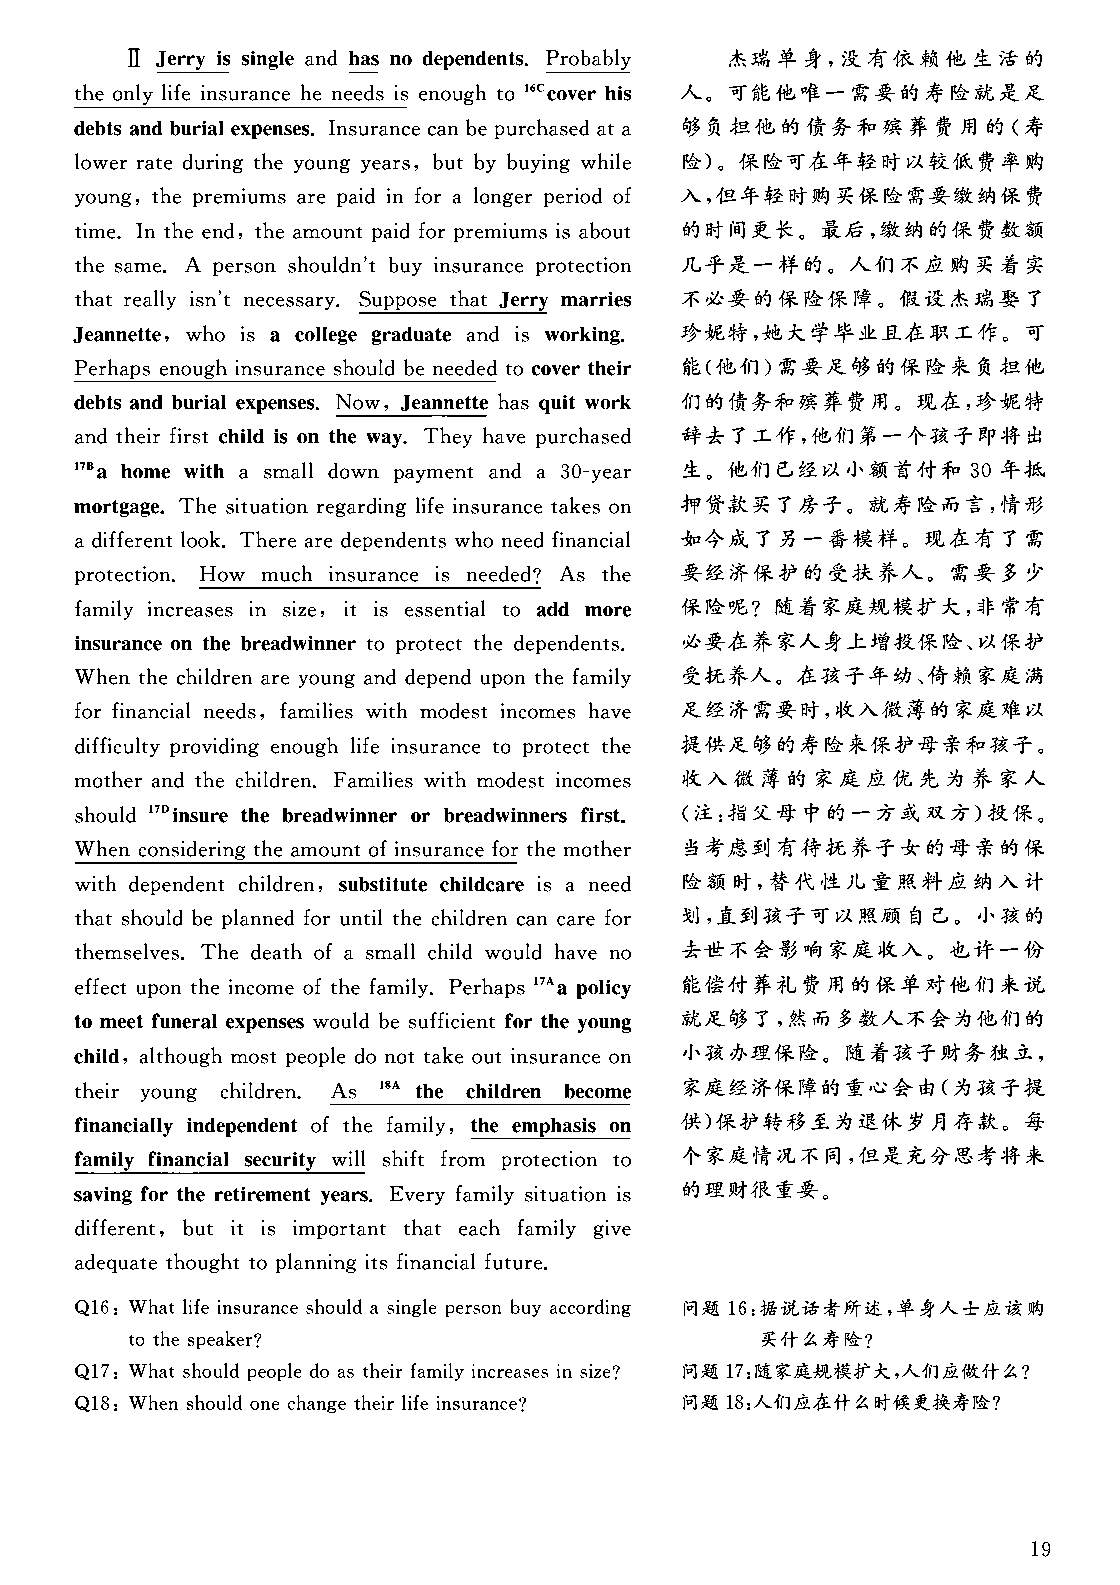 Ⅱ Jerry is single and has no dependents. Probably
the only life insurance he needs is enough to 16Ccover his
debts and burial expenses. Insurance can be purchased at a
lower rate during the young years, but by buying while
young, the premiums are paid in for a longer period of
time. In the end, the amount paid for premiums is about
the same. A person shouldn't buy insurance protection
that really isn't necessary. Suppose that Jerry marries
Jeannette, who is a college graduate and is working.
Perhaps enough insurance should be needed to cover their
debts and burial expenses. Now, Jeannette has quit work
and their first child is on the way. They have purchased
17Ba home with a small down payment and a 30-year
mortgage. The situation regarding life insurance takes on
a different look. There are dependents who need financial
protection. How much insurance is needed? As the
family increases in size, it is essential to add more
insurance on the breadwinner to protect the dependents.
When the children are young and depend upon the family
for financial needs, families with modest incomes have
difficulty providing enough life insurance to protect the
mother and the children. Families with modest incomes
should 17Dinsure the breadwinner or breadwinners first.
When considering the amount of insurance for the mother
with dependent children, substitute childcare is a need
that should be planned for until the children can care for
themselves. The death of a small child would have no
effect upon the income of the family. Perhaps 17Aa policy
to meet funeral expenses would be sufficient for the young
child, although most people do not take out insurance on
their young children. As 18A the children become
financially independent of the family, the emphasis on
family financial security will shift from protection to
saving for the retirement years. Every family situation is
different, but it is important that each family give
adequate thought to planning its financial future.
杰瑞单身,没有依赖他生活的
人。可能他唯一需要的寿险就是足
够负担他的债务和殡葬费用的(寿
险)。保险可在年轻时以较低费率购
入,但年轻时购买保险需要缴纳保费
的时间更长。最后,缴纳的保费数额
几乎是一样的。人们不应购买着实
不必要的保险保障。假设杰瑞娶了
珍妮特,她大学毕业且在职工作。可
能(他们)需要足够的保险来负担他
们的债务和殡葬费用。现在,珍妮特
辞去了工作,他们第一个孩子即将出
生。他们已经以小额首付和 30 年抵
押贷款买了房子。就寿险而言,情形
如今成了另一番模样。现在有了需
要经济保护的受扶养人。需要多少
保险呢?随着家庭规模扩大,非常有
必要在养家人身上增投保险、以保护
受抚养人。在孩子年幼、倚赖家庭满
足经济需要时,收入微薄的家庭难以
提供足够的寿险来保护母亲和孩子。
收入微薄的家庭应优先为养家人
(注:指父母中的一方或双方)投保。
当考虑到有待抚养子女的母亲的保
险额时,替代性儿童照料应纳入计
划,直到孩子可以照顾自己。小孩的
去世不会影响家庭收入。也许一份
能偿付葬礼费用的保单对他们来说
就足够了,然而多数人不会为他们的
小孩办理保险。随着孩子财务独立,
家庭经济保障的重心会由(为孩子提
供)保护转移至为退休岁月存款。每
个家庭情况不同,但是充分思考将来
的理财很重要。
Q16: What life insurance should a single person buy according
to the speaker?
Q17: What should people do as their family increases in size?
Q18: When should one change their life insurance?
问题 16:据说话者所述,单身人士应该购
买什么寿险?
问题 17:随家庭规模扩大,人们应做什么?
问题 18:人们应在什么时候更换寿险?
19